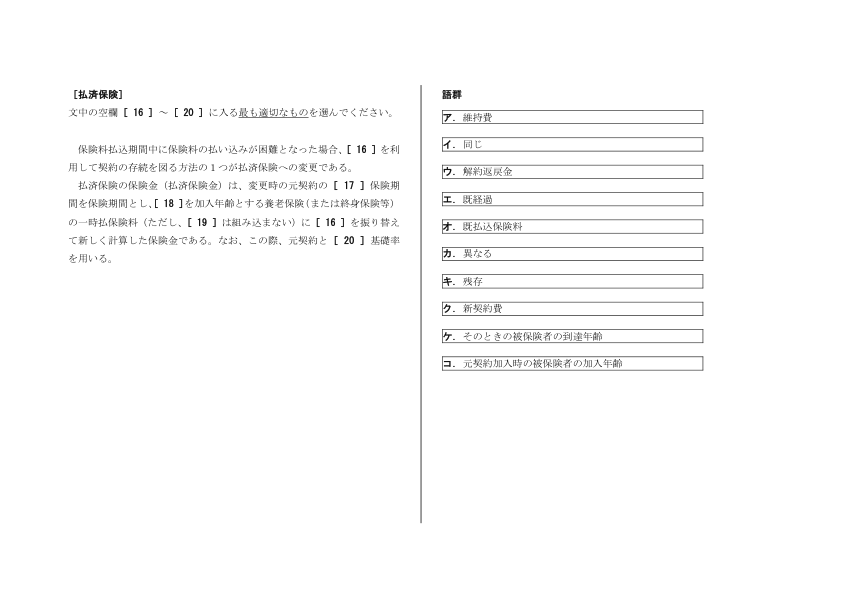 ［払済保険］
文中の空欄［ 16 ］～［ 20 ］に入る最も適切なものを選んでください。
保険料払込期間中に保険料の払い込みが困難となった場合、［ 16 ］を利
用して契約の存続を図る方法の１つが払済保険への変更である。
払済保険の保険金（払済保険金）は、変更時の元契約の［ 17 ］保険期
間を保険期間とし、［ 18 ］を加入年齢とする養老保険（または終身保険等）
の一時払保険料（ただし、［ 19 ］は組み込まない）に［ 16 ］を振り替え
て新しく計算した保険金である。なお、この際、元契約と［ 20 ］基礎率
を用いる。
語群
ア．維持費
イ．同じ
ウ．解約返戻金
エ．既経過
オ．既払込保険料
カ．異なる
キ．残存
ク．新契約費
ケ．そのときの被保険者の到達年齢
コ．元契約加入時の被保険者の加入年齢